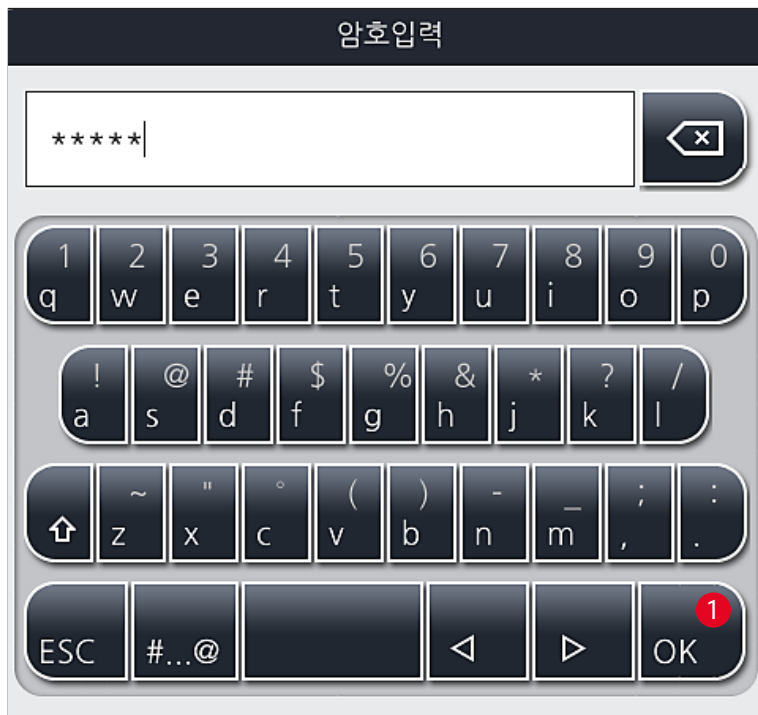 암호입력
*****
1 2 3 4 5 6 7 8 9 0
q w e r t y u i o p
! @ # $ % & * ? /
a s d f g h j k l
~ " ° ( ) - _ ; :
z x c v b n m , .
1
ESC #...@ OK